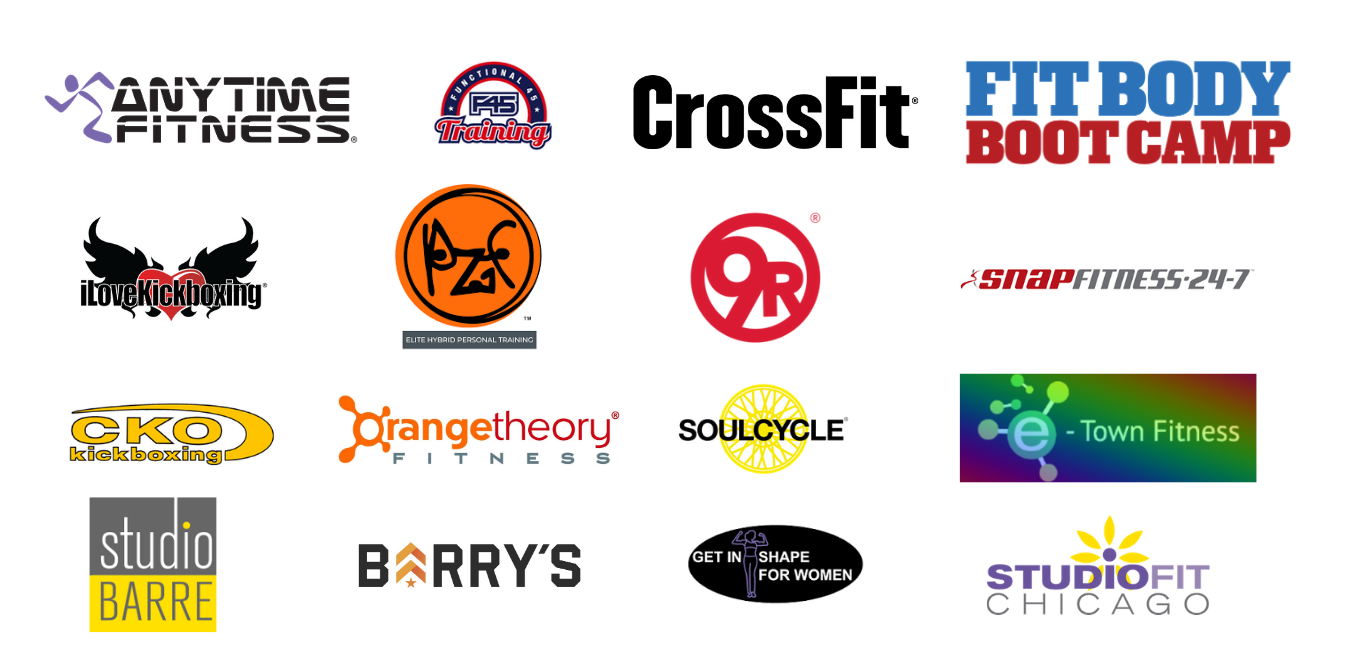 ANYTIME
FITNESS®
FUNCTIONAL 45
F45
Training
CrossFit®
FIT BODY
BOOT CAMP
iLoveKickboxing®
™
ELITE HYBRID PERSONAL TRAINING
9R
®
snapFITNESS·24-7
CKO
kickboxing
Orangetheory®
FITNESS
SOULCYCLE®
e - Town Fitness
studio
BARRE
BARRY'S
GET IN SHAPE
FOR WOMEN
STUDIOFIT
CHICAGO